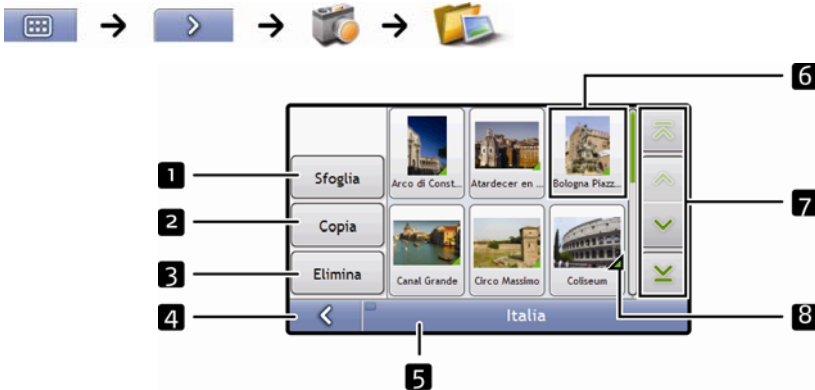 6
1
Sfoglia
Arco di Const...
Atardecer en ...
Bologna Piazz...
2
Copia
7
3
Elimina
Canal Grande
Circo Massimo
Coliseum
4
Italia
8
5